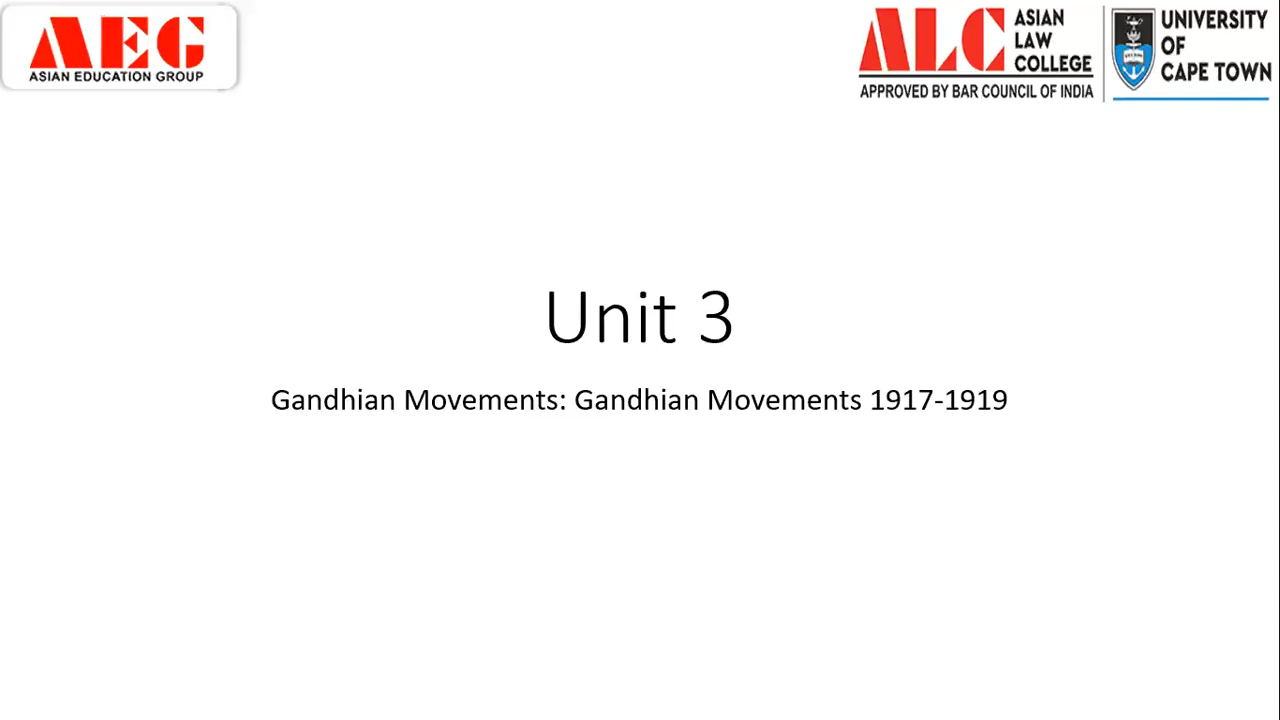 AEG
ASIAN EDUCATION GROUP
ALC
ASIAN
LAW
COLLEGE
APPROVED BY BAR COUNCIL OF INDIA
UNIVERSITY
OF
CAPE TOWN
Unit 3
Gandhian Movements: Gandhian Movements 1917-1919